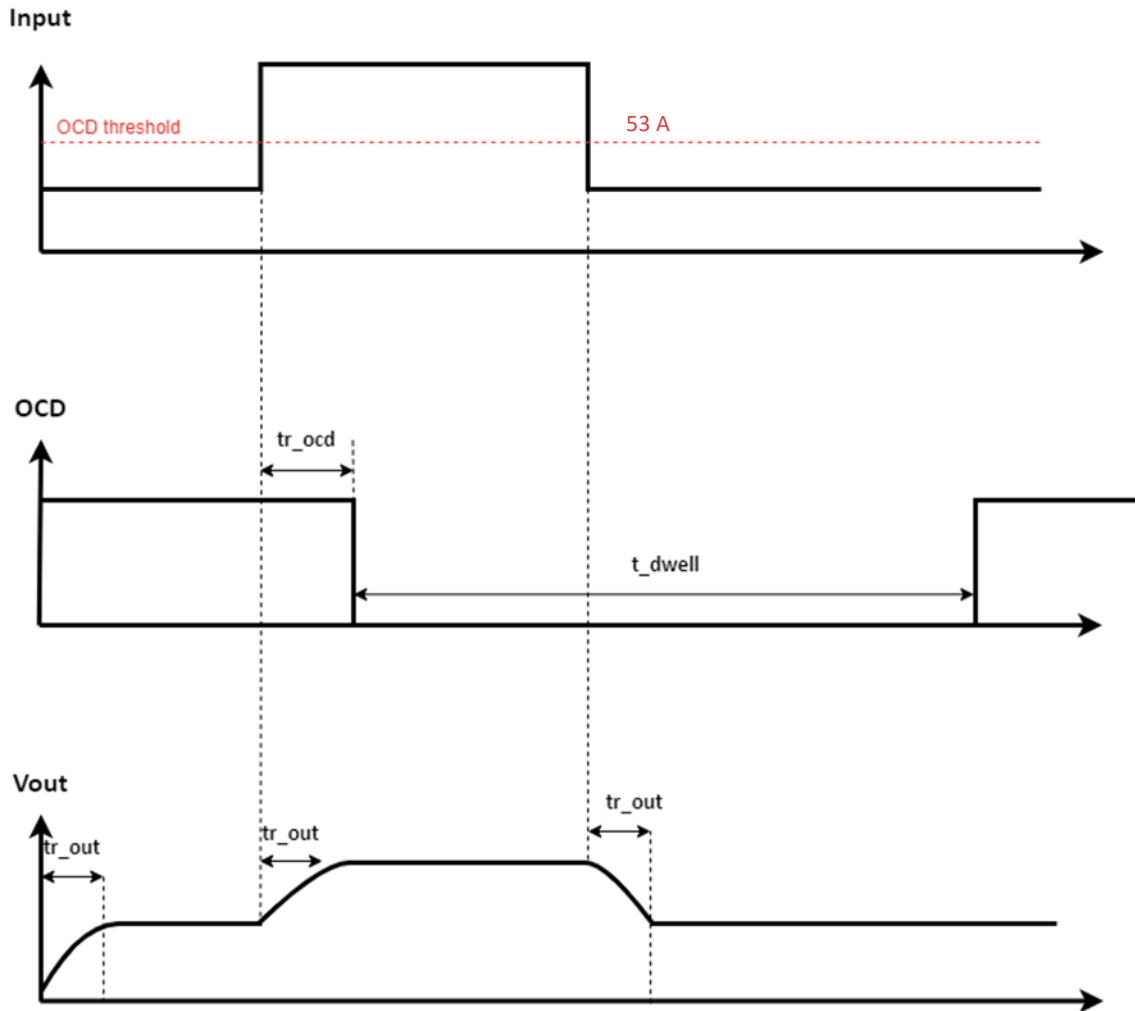 Input
OCD threshold
53 A
OCD
tr_ocd
t_dwell
Vout
tr_out
tr_out
tr_out